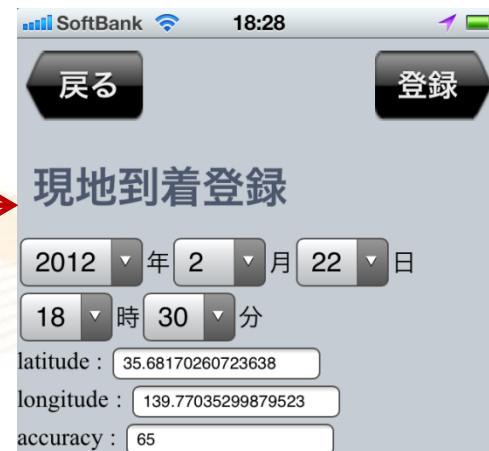 SoftBank 18:28
戻る 登録
現地到着登録
2012 年 2 月 22 日
18 時 30 分
latitude : 35.68170260723638
longitude : 139.77035299879523
accuracy : 65